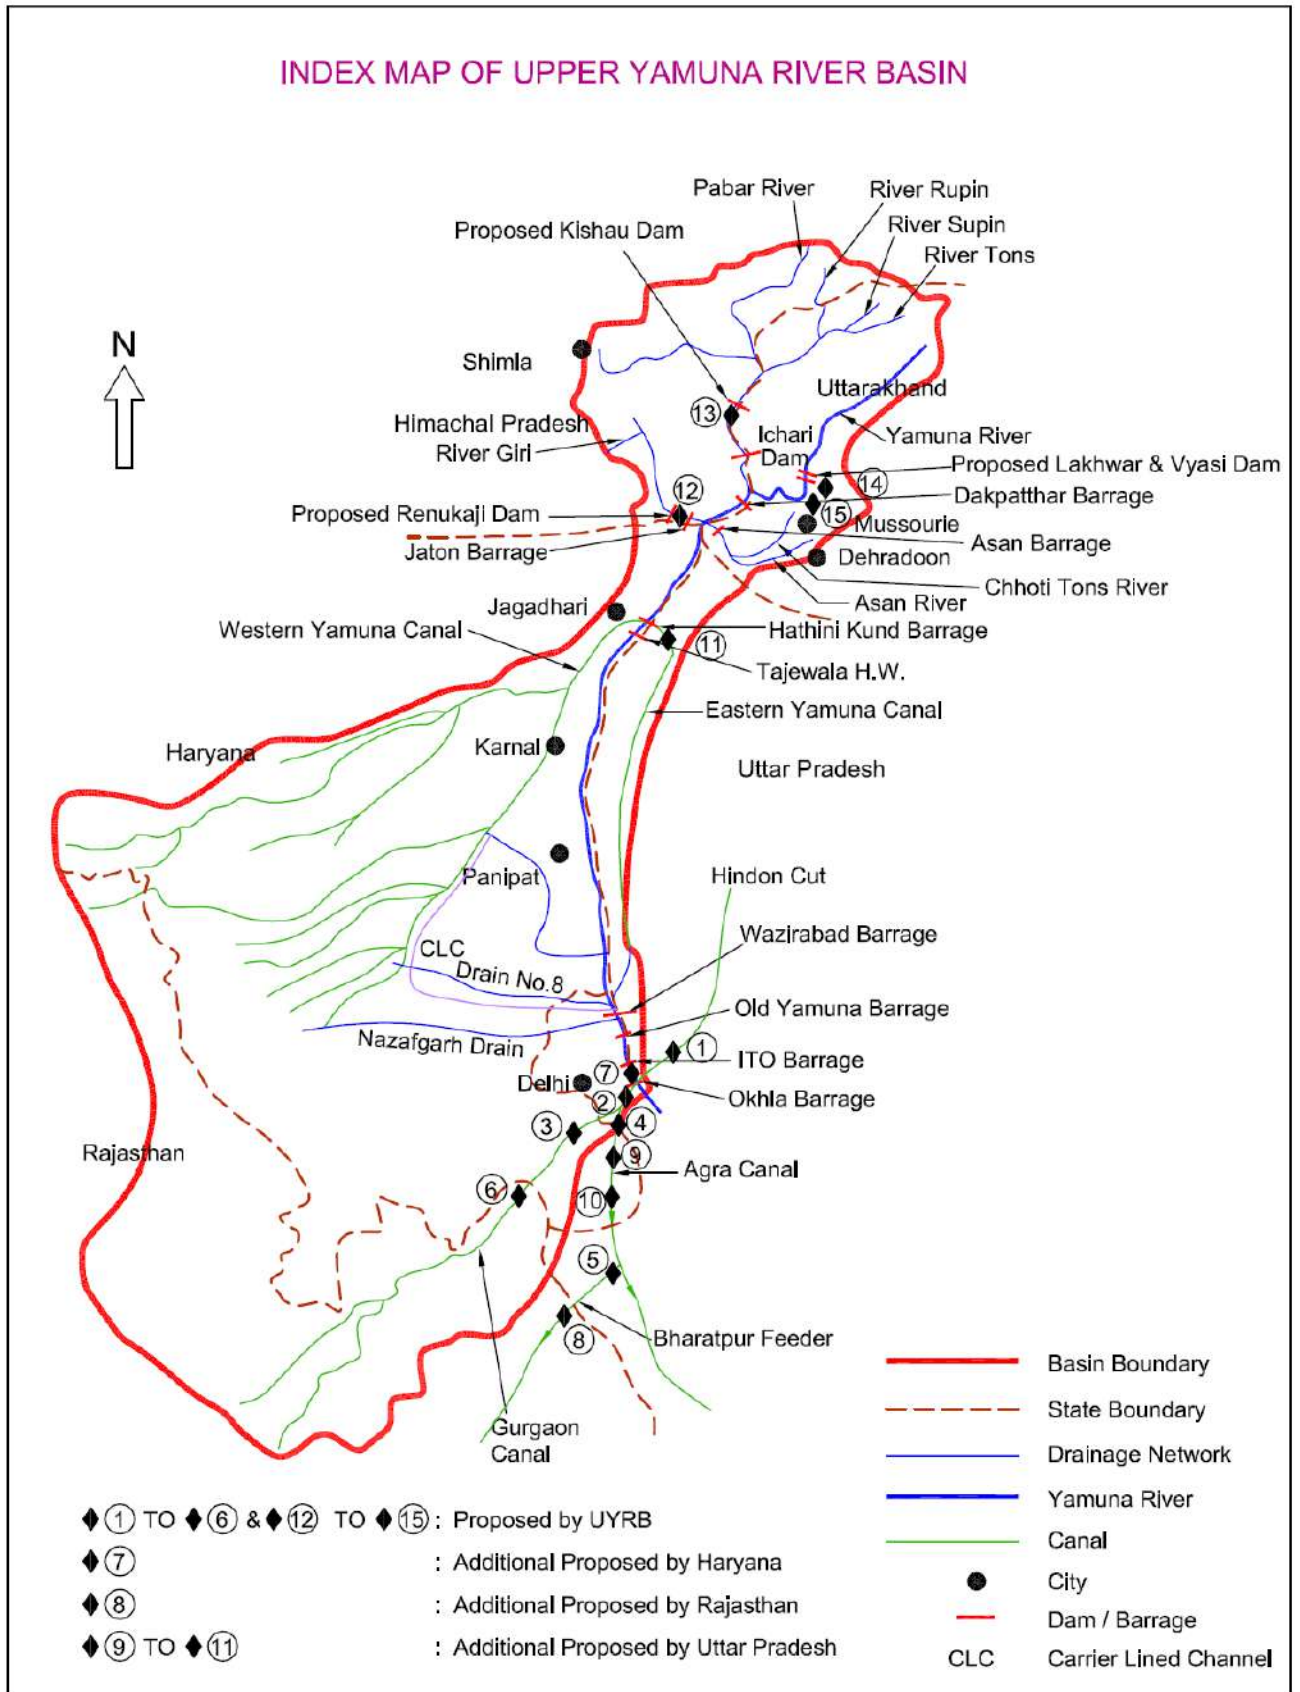 INDEX MAP OF UPPER YAMUNA RIVER BASIN
Pabar River
River Rupin
River Supin
Proposed Kishau Dam
River Tons
N
Shimla
Uttarakhand
13
Himachal Pradesh
River Giri
Ichari
Dam
Yamuna River
Proposed Lakhwar & Vyasi Dam
14
12
Dakpatthar Barrage
15
Proposed Renukaji Dam
Mussourie
Jaton Barrage
Asan Barrage
Dehradoon
Chhoti Tons River
Asan River
Jagadhari
Western Yamuna Canal
Hathini Kund Barrage
11
Tajewala H.W.
Eastern Yamuna Canal
Haryana
Karnal
Uttar Pradesh
Panipat
Hindon Cut
Wazirabad Barrage
CLC
Drain No.8
Old Yamuna Barrage
Nazafgarh Drain
1
ITO Barrage
7
Delhi
2
Okhla Barrage
3
4
Rajasthan
9
Agra Canal
6
10
5
8
Bharatpur Feeder
Gurgaon
Canal
Basin Boundary
State Boundary
Drainage Network
Yamuna River
Canal
City
Dam / Barrage
CLC Carrier Lined Channel
1 TO 6 & 12 TO 15 : Proposed by UYRB
7 : Additional Proposed by Haryana
8 : Additional Proposed by Rajasthan
9 TO 11 : Additional Proposed by Uttar Pradesh